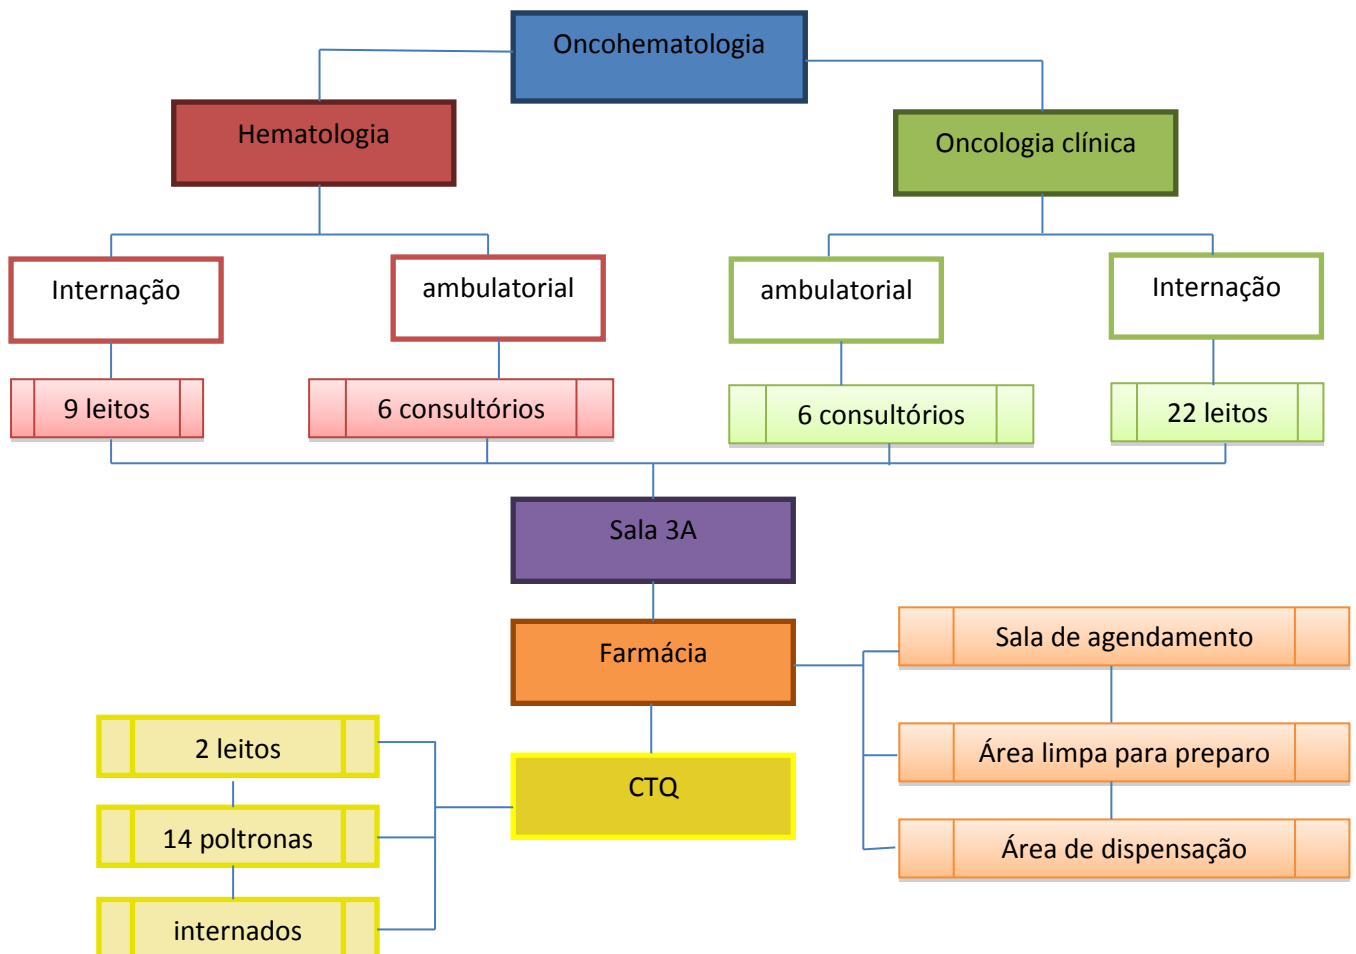 Oncohematologia
Hematologia
Oncologia clínica
Internação
ambulatorial
ambulatorial
Internação
9 leitos
6 consultórios
6 consultórios
22 leitos
Sala 3A
Farmácia
Sala de agendamento
2 leitos
Área limpa para preparo
CTQ
14 poltronas
Área de dispensação
internados